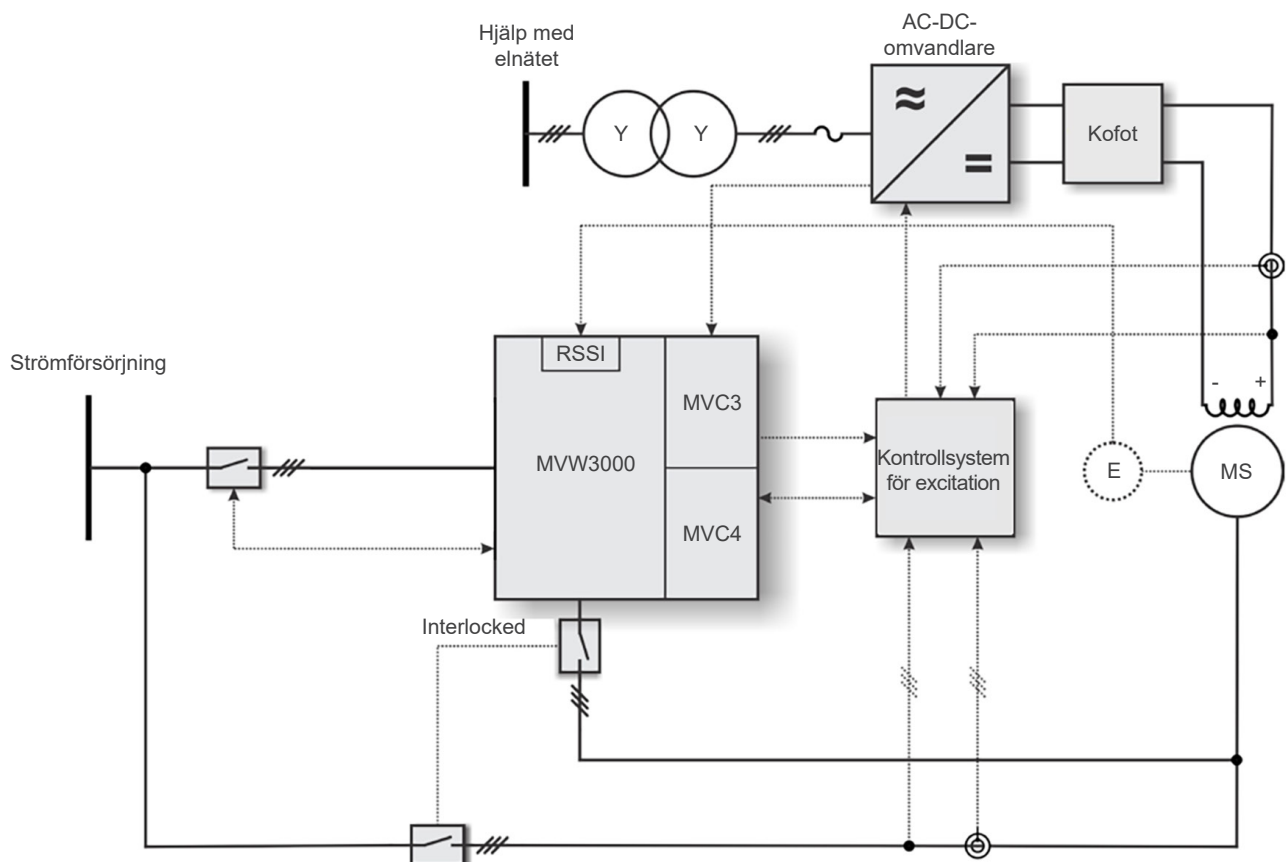 Hjälp med
elnätet
AC-DC-
omvandlare
Y
Y
≈
=
Kofot
Strömförsörjning
RSSI
MVC3
MVW3000
MVC4
Kontrollsystem
för excitation
-
+
E
MS
Interlocked